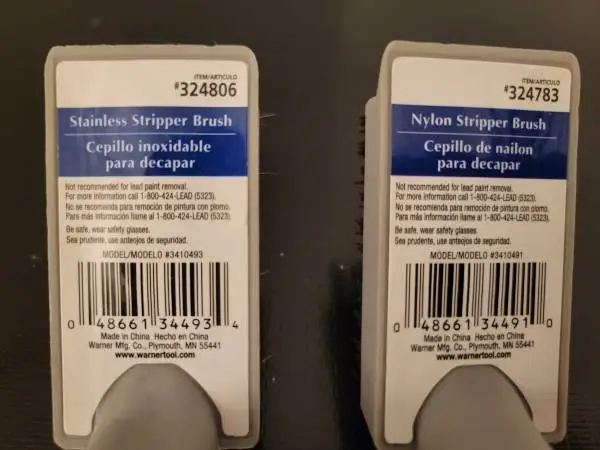 ITEM/ARTICULO
#324806
Stainless Stripper Brush
Cepillo inoxidable
para decapar
Not recommended for lead paint removal.
For more information call 1-800-424-LEAD (5323).
No se recomienda para remoción de pintura con plomo.
Para más información llame al 1-800-424-LEAD (5323).
Be safe, wear safety glasses.
Sea prudente, use anteojos de seguridad.
MODEL/MODELO #3410493
0 48661 34493 4
Made in China Hecho en China
Warner Mfg. Co., Plymouth, MN 55441
www.warnertool.com
ITEM/ARTICULO
#324783
Nylon Stripper Brush
Cepillo de nailon
para decapar
Not recommended for lead paint removal.
For more information call 1-800-424-LEAD (5323).
No se recomienda para remoción de pintura con plomo.
Para más información llame al 1-800-424-LEAD (5323).
Be safe, wear safety glasses.
Sea prudente, use anteojos de seguridad.
MODEL/MODELO #3410491
0 48661 34491 0
Made in China Hecho en China
Warner Mfg. Co., Plymouth, MN 55441
www.warnertool.com